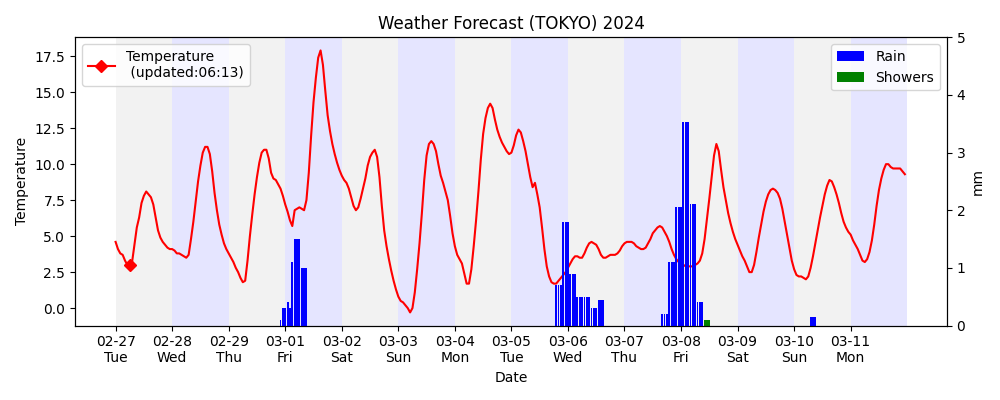 Weather Forecast (TOKYO) 2024
Temperature
(updated:06:13)
Rain
Showers
Temperature
17.5
15.0
12.5
10.0
7.5
5.0
2.5
0.0
5
4
3
2
1
0
mm
02-27 02-28 02-29 03-01 03-02 03-03 03-04 03-05 03-06 03-07 03-08 03-09 03-10 03-11
Tue Wed Thu Fri Sat Sun Mon Tue Wed Thu Fri Sat Sun Mon
Date